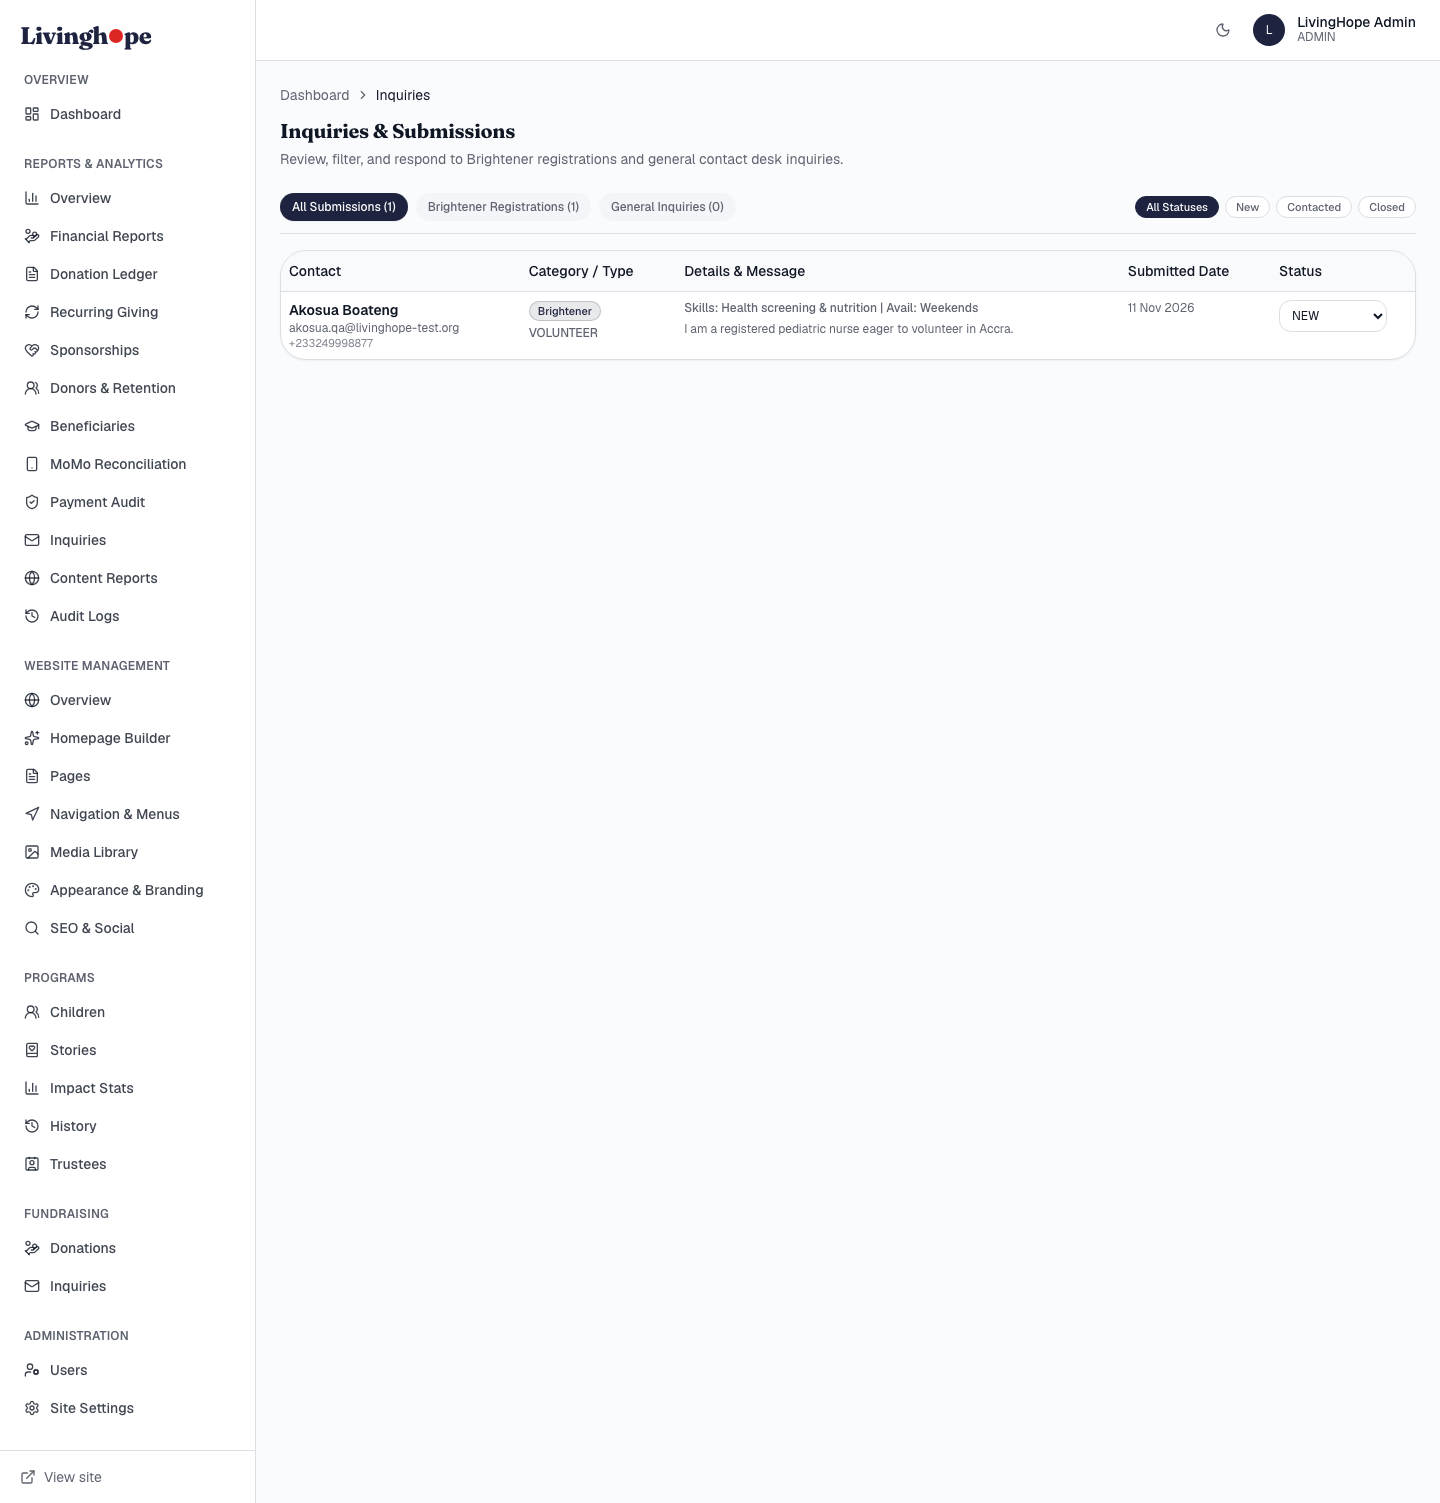 Livinghope
OVERVIEW
Dashboard
REPORTS & ANALYTICS
Overview
Financial Reports
Donation Ledger
Recurring Giving
Sponsorships
Donors & Retention
Beneficiaries
MoMo Reconciliation
Payment Audit
Inquiries
Content Reports
Audit Logs
WEBSITE MANAGEMENT
Overview
Homepage Builder
Pages
Navigation & Menus
Media Library
Appearance & Branding
SEO & Social
PROGRAMS
Children
Stories
Impact Stats
History
Trustees
FUNDRAISING
Donations
Inquiries
ADMINISTRATION
Users
Site Settings
View site
L
LivingHope Admin
ADMIN
Dashboard > Inquiries
Inquiries & Submissions
Review, filter, and respond to Brightener registrations and general contact desk inquiries.
All Submissions (1) Brightener Registrations (1) General Inquiries (0) All Statuses New Contacted Closed
Contact Category / Type Details & Message Submitted Date Status
Akosua Boateng
akosua.qa@livinghope-test.org
+233249998877
Brightener
VOLUNTEER
Skills: Health screening & nutrition | Avail: Weekends
I am a registered pediatric nurse eager to volunteer in Accra.
11 Nov 2026
NEW